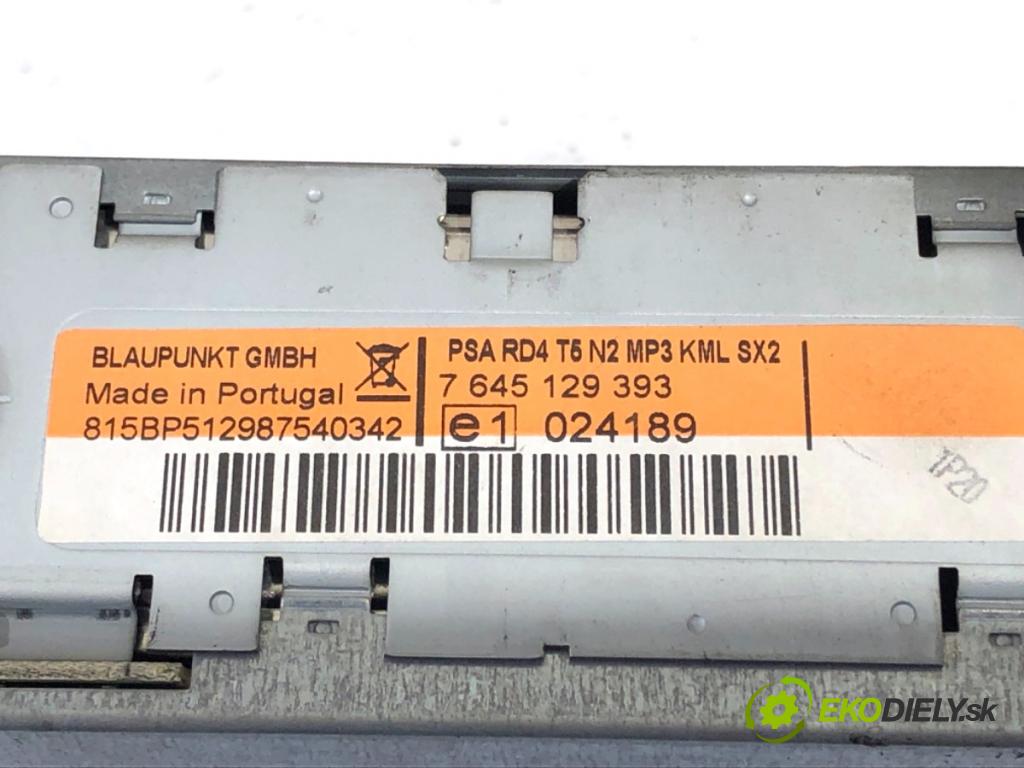 BLAUPUNKT GMBH
Made in Portugal
815BP512987540342
PSA RD4 T5 N2 MP3 KML SX2
7 645 129 393
e1 024189
TP20
EKODIELY.sk